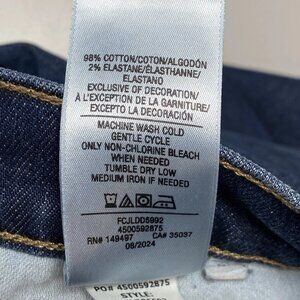 98% COTTON/COTON/ALGODÓN
2% ELASTANE/ÉLASTHANNE/
ELASTANO
EXCLUSIVE OF DECORATION/
À L'EXCEPTION DE LA GARNITURE/
EXCEPTO LA DECORACIÓN
MACHINE WASH COLD
GENTLE CYCLE
ONLY NON-CHLORINE BLEACH
WHEN NEEDED
TUMBLE DRY LOW
MEDIUM IRON IF NEEDED
FCJLDD5992
4500592875
RN# 149497 CA# 35037
08/2024
PO# 4500592875
STYLE: